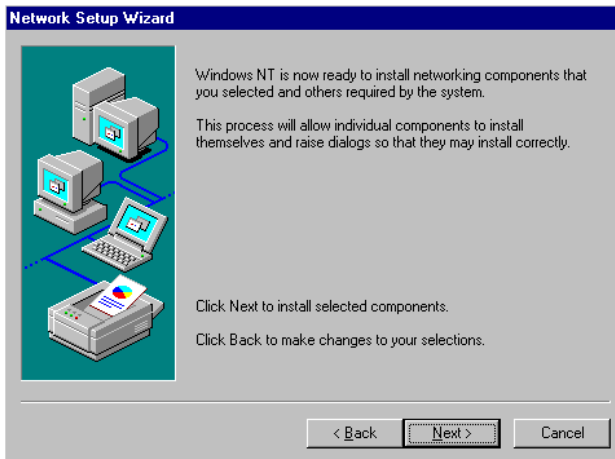 Network Setup Wizard
Windows NT is now ready to install networking components that
you selected and others required by the system.
This process will allow individual components to install
themselves and raise dialogs so that they may install correctly.
Click Next to install selected components.
Click Back to make changes to your selections.
< Back
Next >
Cancel